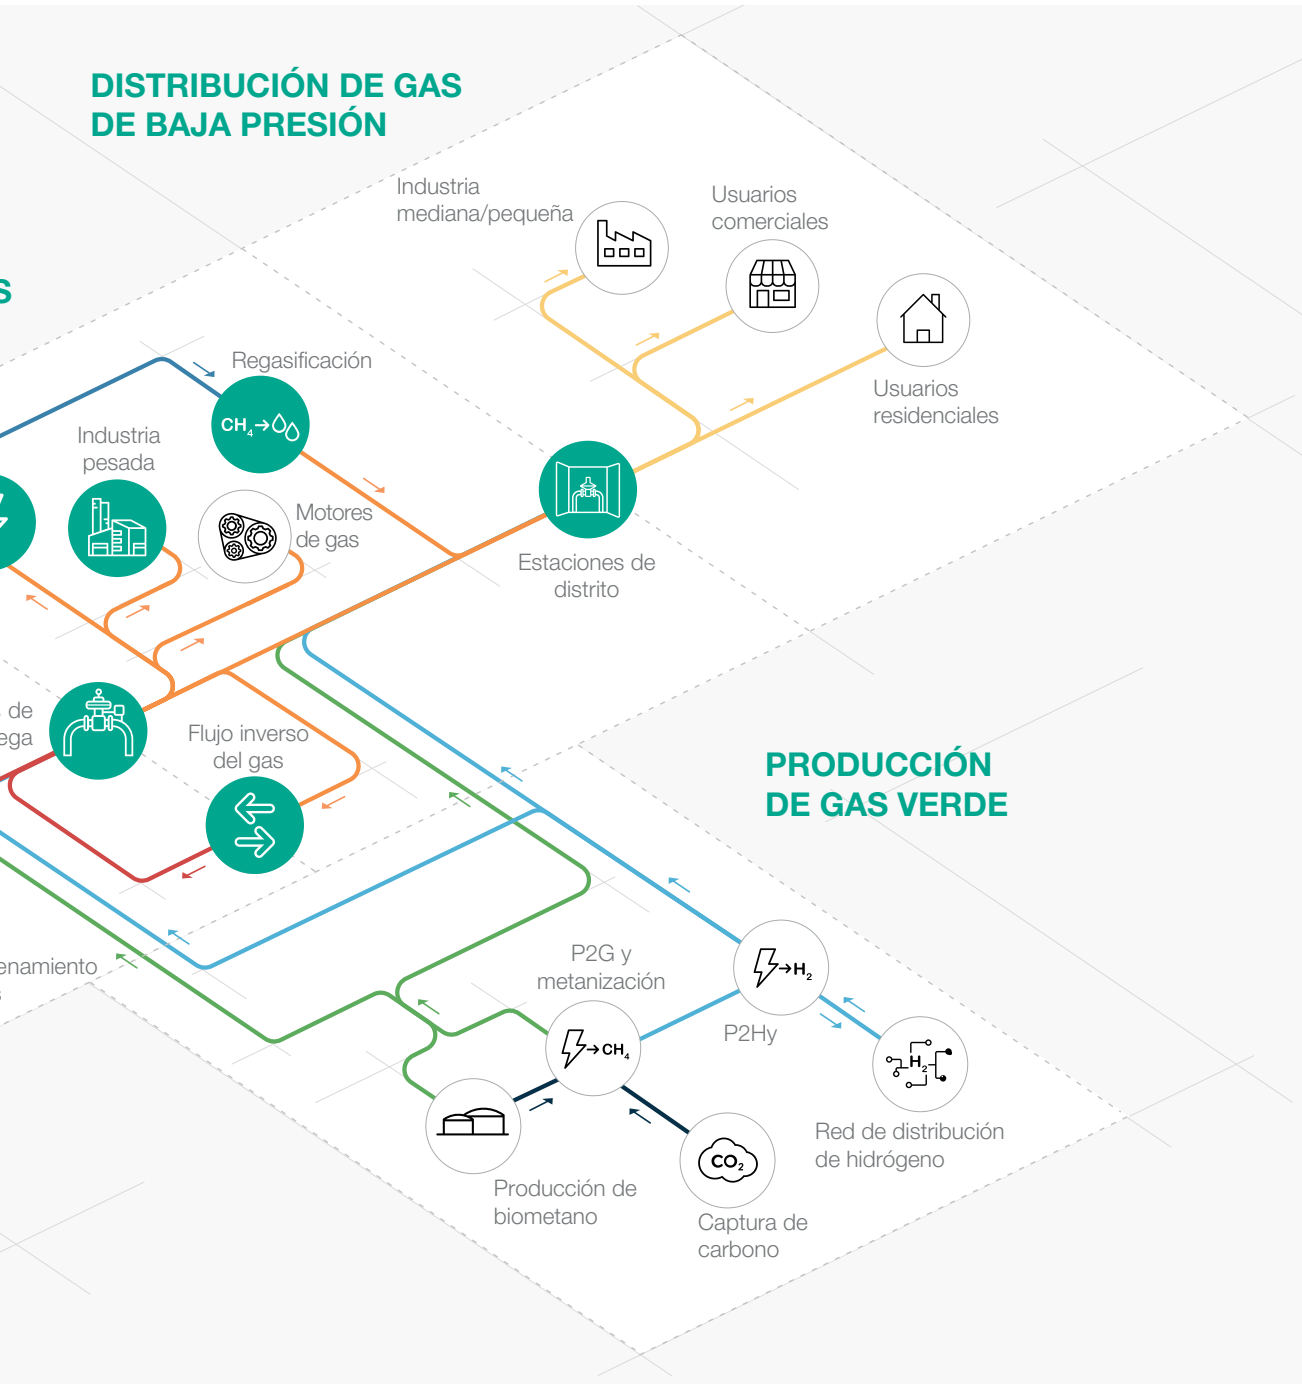 DISTRIBUCIÓN DE GAS
DE BAJA PRESIÓN
Industria
mediana/pequeña
Usuarios
comerciales
S
Regasificación
CH₄→
Usuarios
residenciales
Industria
pesada
Motores
de gas
Estaciones de
distrito
de
Flujo inverso
del gas
PRODUCCIÓN
DE GAS VERDE
P2G y
metanización
→H₂
P2Hy
→CH₄
H₂
Red de distribución
de hidrógeno
CO₂
Producción de
biometano
Captura de
carbono